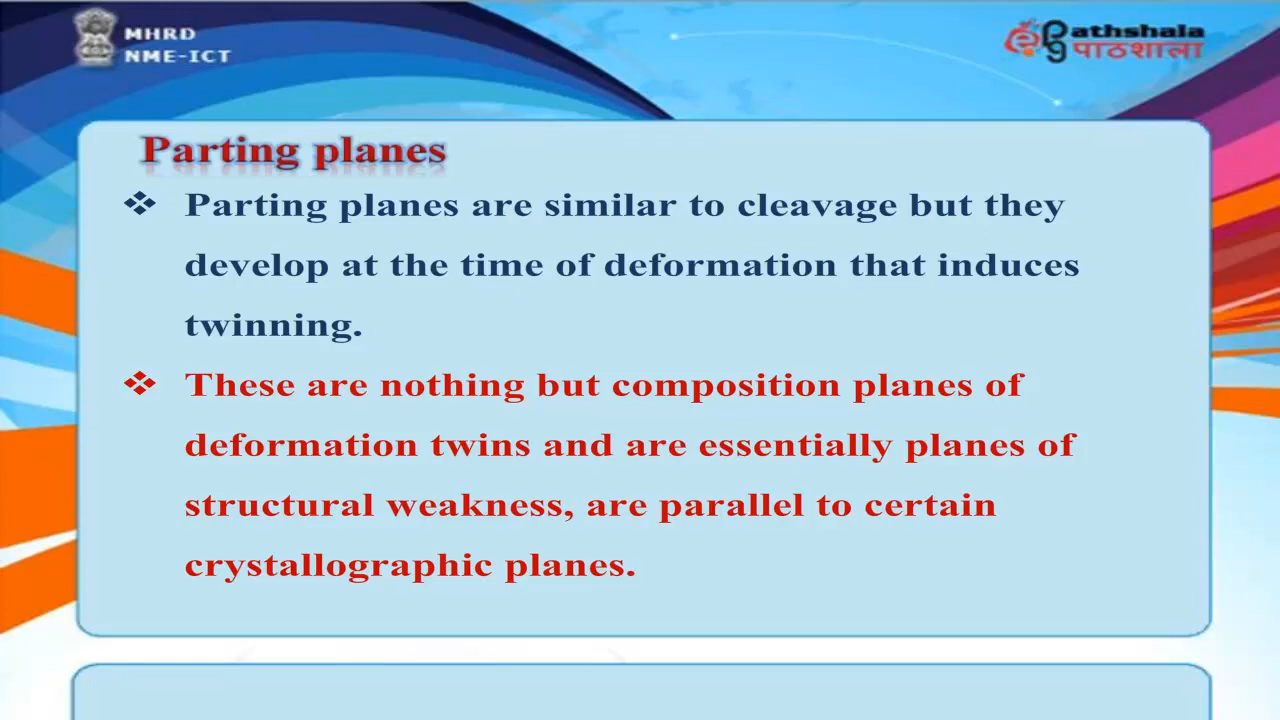 MHRD
NME-ICT
ePathshala
पाठशाला
Parting planes
❖ Parting planes are similar to cleavage but they
develop at the time of deformation that induces
twinning.
❖ These are nothing but composition planes of
deformation twins and are essentially planes of
structural weakness, are parallel to certain
crystallographic planes.